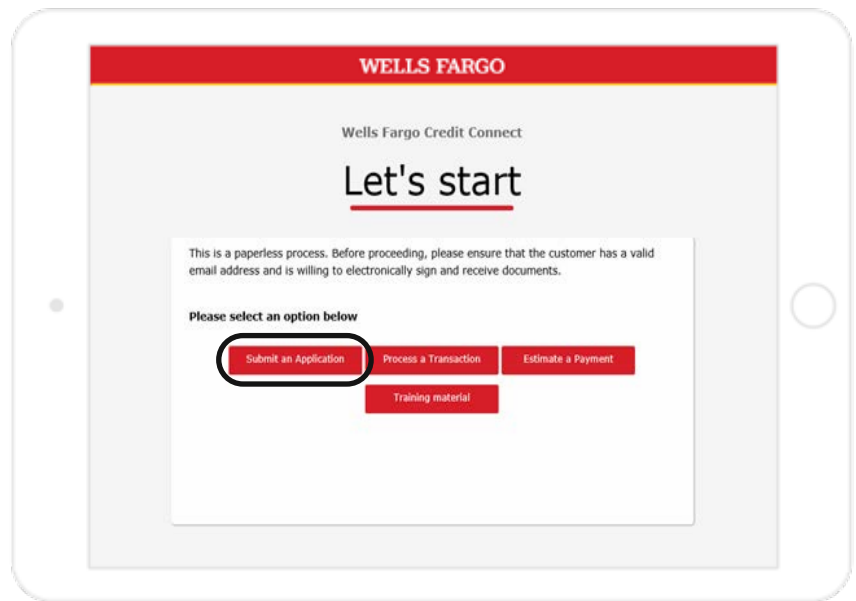 WELLS FARGO
Wells Fargo Credit Connect
Let's start
This is a paperless process. Before proceeding, please ensure that the customer has a valid
email address and is willing to electronically sign and receive documents.
Please select an option below
Submit an Application Process a Transaction Estimate a Payment
Training material